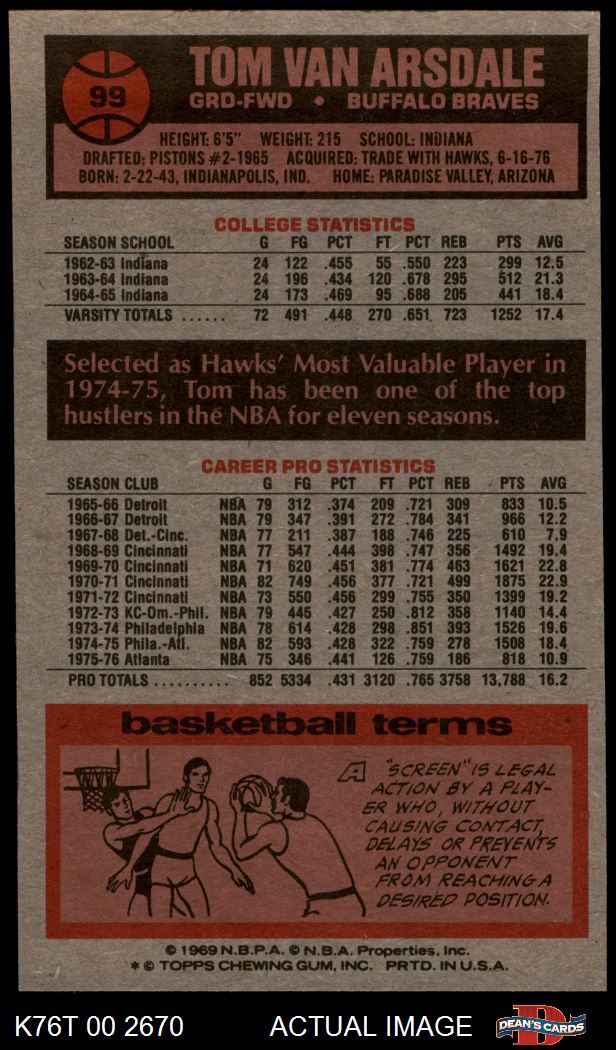 99
TOM VAN ARSDALE
GRD-FWD • BUFFALO BRAVES
HEIGHT: 6'5" WEIGHT: 215 SCHOOL: INDIANA
DRAFTED: PISTONS #2-1965 ACQUIRED: TRADE WITH HAWKS, 6-16-76
BORN: 2-22-43, INDIANAPOLIS, IND. HOME: PARADISE VALLEY, ARIZONA
COLLEGE STATISTICS
SEASON SCHOOL G FG PCT FT PCT REB PTS AVG
1962-63 Indiana 24 122 .455 55 .550 223 299 12.5
1963-64 Indiana 24 196 .434 120 .678 295 512 21.3
1964-65 Indiana 24 173 .469 95 .688 205 441 18.4
VARSITY TOTALS ...... 72 491 .448 270 .651 723 1252 17.4
Selected as Hawks' Most Valuable Player in
1974-75, Tom has been one of the top
hustlers in the NBA for eleven seasons.
CAREER PRO STATISTICS
SEASON CLUB G FG PCT FT PCT REB PTS AVG
1965-66 Detroit NBA 79 312 .374 209 .721 309 833 10.5
1966-67 Detroit NBA 79 347 .391 272 .784 341 966 12.2
1967-68 Det.-Cinc. NBA 77 211 .387 188 .746 225 610 7.9
1968-69 Cincinnati NBA 77 547 .444 398 .747 356 1492 19.4
1969-70 Cincinnati NBA 71 620 .451 381 .774 463 1621 22.8
1970-71 Cincinnati NBA 82 749 .456 377 .721 499 1875 22.9
1971-72 Cincinnati NBA 73 550 .456 299 .755 350 1399 19.2
1972-73 KC-Om.-Phil. NBA 79 445 .427 250 .812 358 1140 14.4
1973-74 Philadelphia NBA 78 614 .428 298 .851 393 1526 19.6
1974-75 Phila.-Atl. NBA 82 593 .428 322 .759 278 1508 18.4
1975-76 Atlanta NBA 75 346 .441 126 .759 186 818 10.9
PRO TOTALS .......... 852 5334 .431 3120 .765 3758 13,788 16.2
basketball terms
A "SCREEN" IS LEGAL
ACTION BY A PLAY-
ER WHO, WITHOUT
CAUSING CONTACT,
DELAYS OR PREVENTS
AN OPPONENT
FROM REACHING A
DESIRED POSITION.
© 1969 N.B.P.A. © N.B.A. Properties, Inc.
* © TOPPS CHEWING GUM, INC. PRTD. IN U.S.A.
K76T 00 2670 ACTUAL IMAGE
D
DEAN'S CARDS